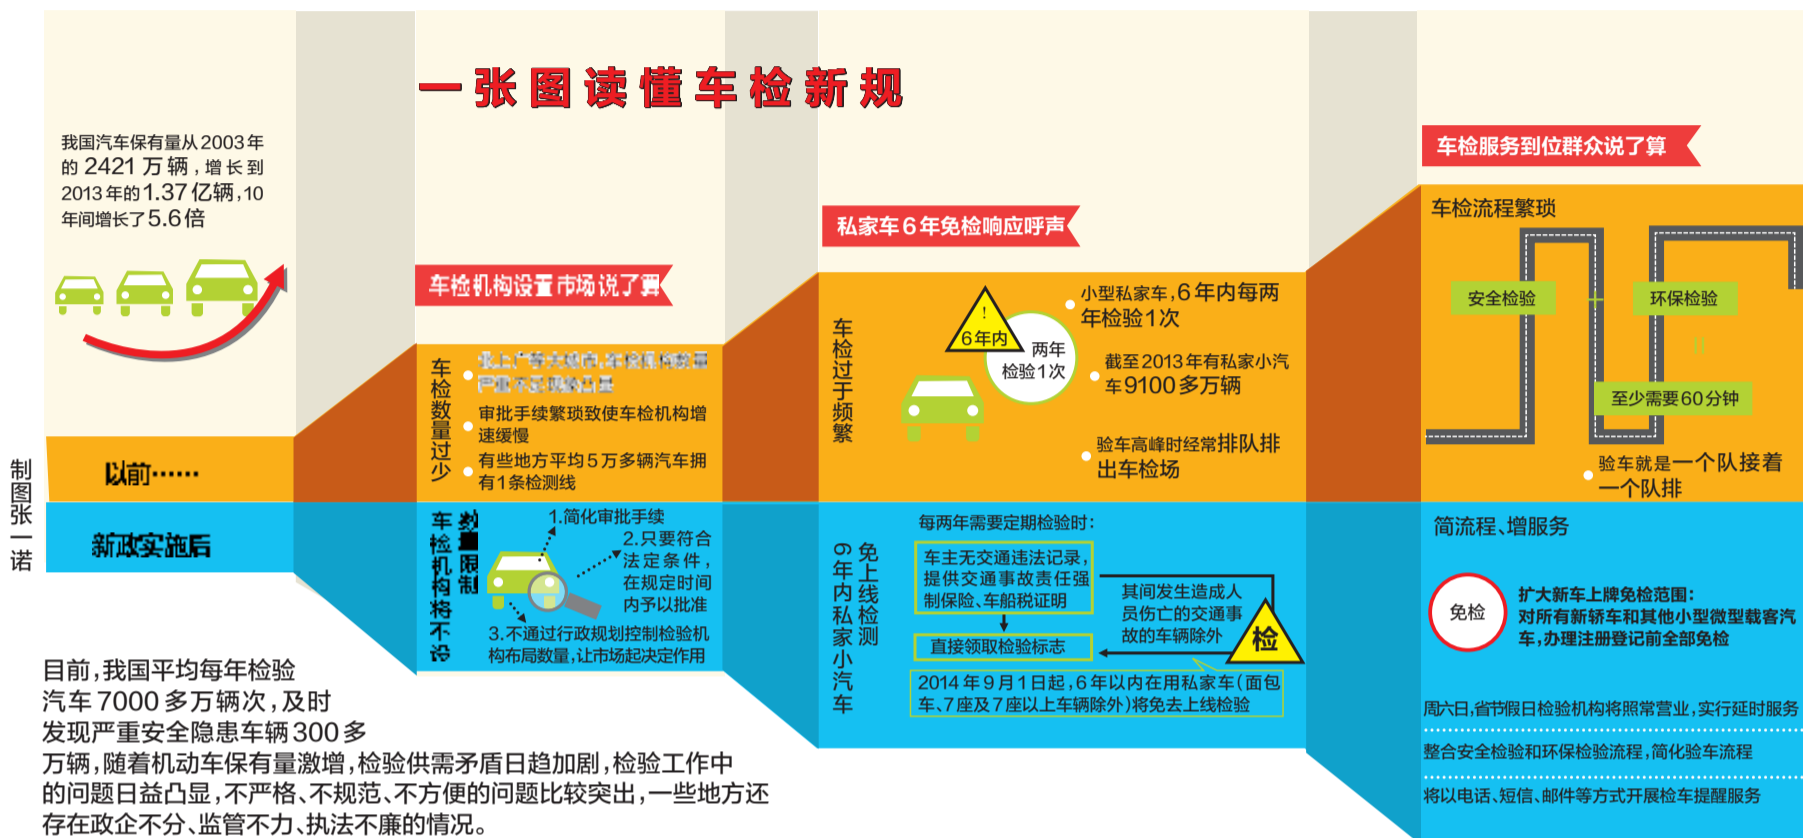 一张图读懂车检新规
我国汽车保有量从2003年
的2421万辆，增长到
2013年的1.37亿辆,10
年间增长了5.6倍
以前……
新政实施后
制图张一诺
目前,我国平均每年检验
汽车7000多万辆次,及时
发现严重安全隐患车辆300多
万辆,随着机动车保有量激增,检验供需矛盾日趋加剧,检验工作中
的问题日益凸显,不严格、不规范、不方便的问题比较突出,一些地方还
存在政企不分、监管不力、执法不廉的情况。
车检机构设置市场说了算
车检数量过少
北上广等大城市,车检机构数量
严重不足现象凸显
审批手续繁琐致使车检机构增
速缓慢
有些地方平均5万多辆汽车拥
有1条检测线
车检机构将不设
数量限制
1.简化审批手续
2.只要符合
法定条件，
在规定时间
内予以批准
3.不通过行政规划控制检验机
构布局数量,让市场起决定作用
私家车6年免检响应呼声
车检过于频繁
!
6年内
两年
检验1次
小型私家车,6年内每两
年检验1次
截至2013年有私家小汽
车9100多万辆
验车高峰时经常排队排
出车检场
6年内私家小汽车
免上线检测
每两年需要定期检验时:
车主无交通违法记录,
提供交通事故责任强
制保险、车船税证明
直接领取检验标志
其间发生造成人
员伤亡的交通事
故的车辆除外
检
2014年9月1日起,6年以内在用私家车(面包
车、7座及7座以上车辆除外)将免去上线检验
车检服务到位群众说了算
车检流程繁琐
安全检验
+
环保检验
=
至少需要60分钟
验车就是一个队接着
一个队排
简流程、增服务
免检
扩大新车上牌免检范围:
对所有新轿车和其他小型微型载客汽
车,办理注册登记前全部免检
周六日,省节假日检验机构将照常营业,实行延时服务
整合安全检验和环保检验流程,简化验车流程
将以电话、短信、邮件等方式开展检车提醒服务